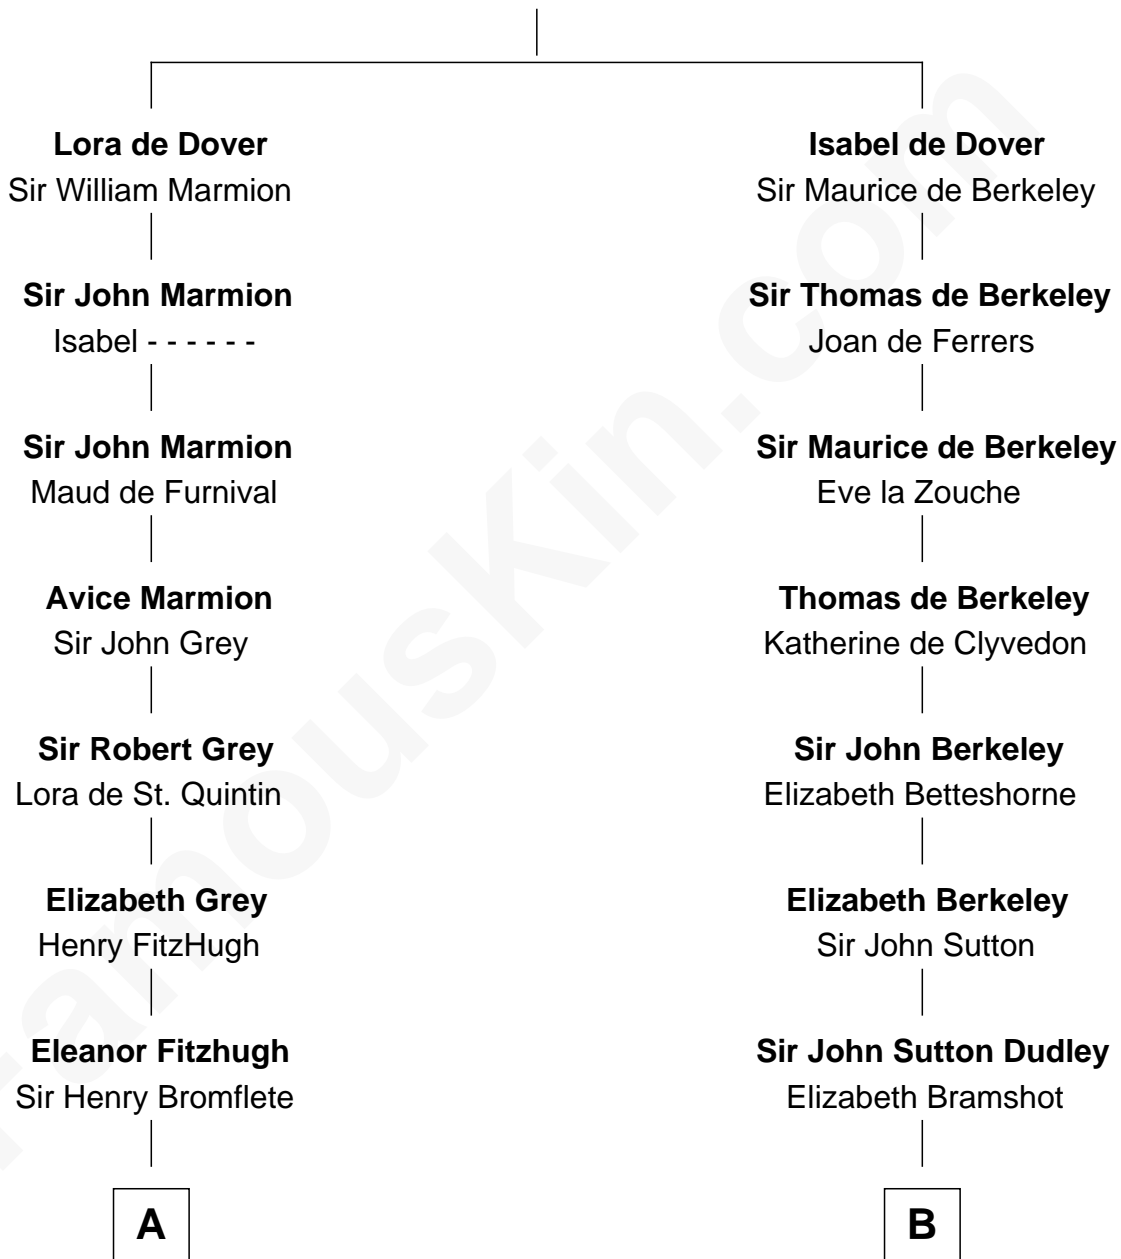 Lora de Dover
Sir William Marmion
Sir John Marmion
Isabel - - - - - -
Sir John Marmion
Maud de Furnival
Avice Marmion
Sir John Grey
Sir Robert Grey
Lora de St. Quintin
Elizabeth Grey
Henry FitzHugh
Eleanor Fitzhugh
Sir Henry Bromflete
A
Isabel de Dover
Sir Maurice de Berkeley
Sir Thomas de Berkeley
Joan de Ferrers
Sir Maurice de Berkeley
Eve la Zouche
Thomas de Berkeley
Katherine de Clyvedon
Sir John Berkeley
Elizabeth Betteshorne
Elizabeth Berkeley
Sir John Sutton
Sir John Sutton Dudley
Elizabeth Bramshot
B
FamousKin.com